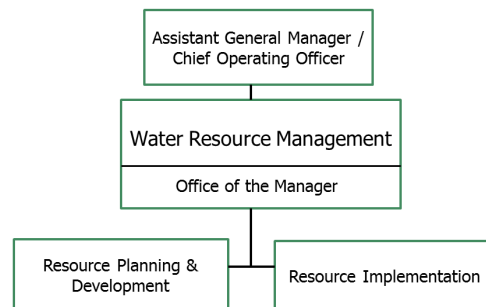 Assistant General Manager /
Chief Operating Officer
Water Resource Management
Office of the Manager
Resource Planning &
Development
Resource Implementation